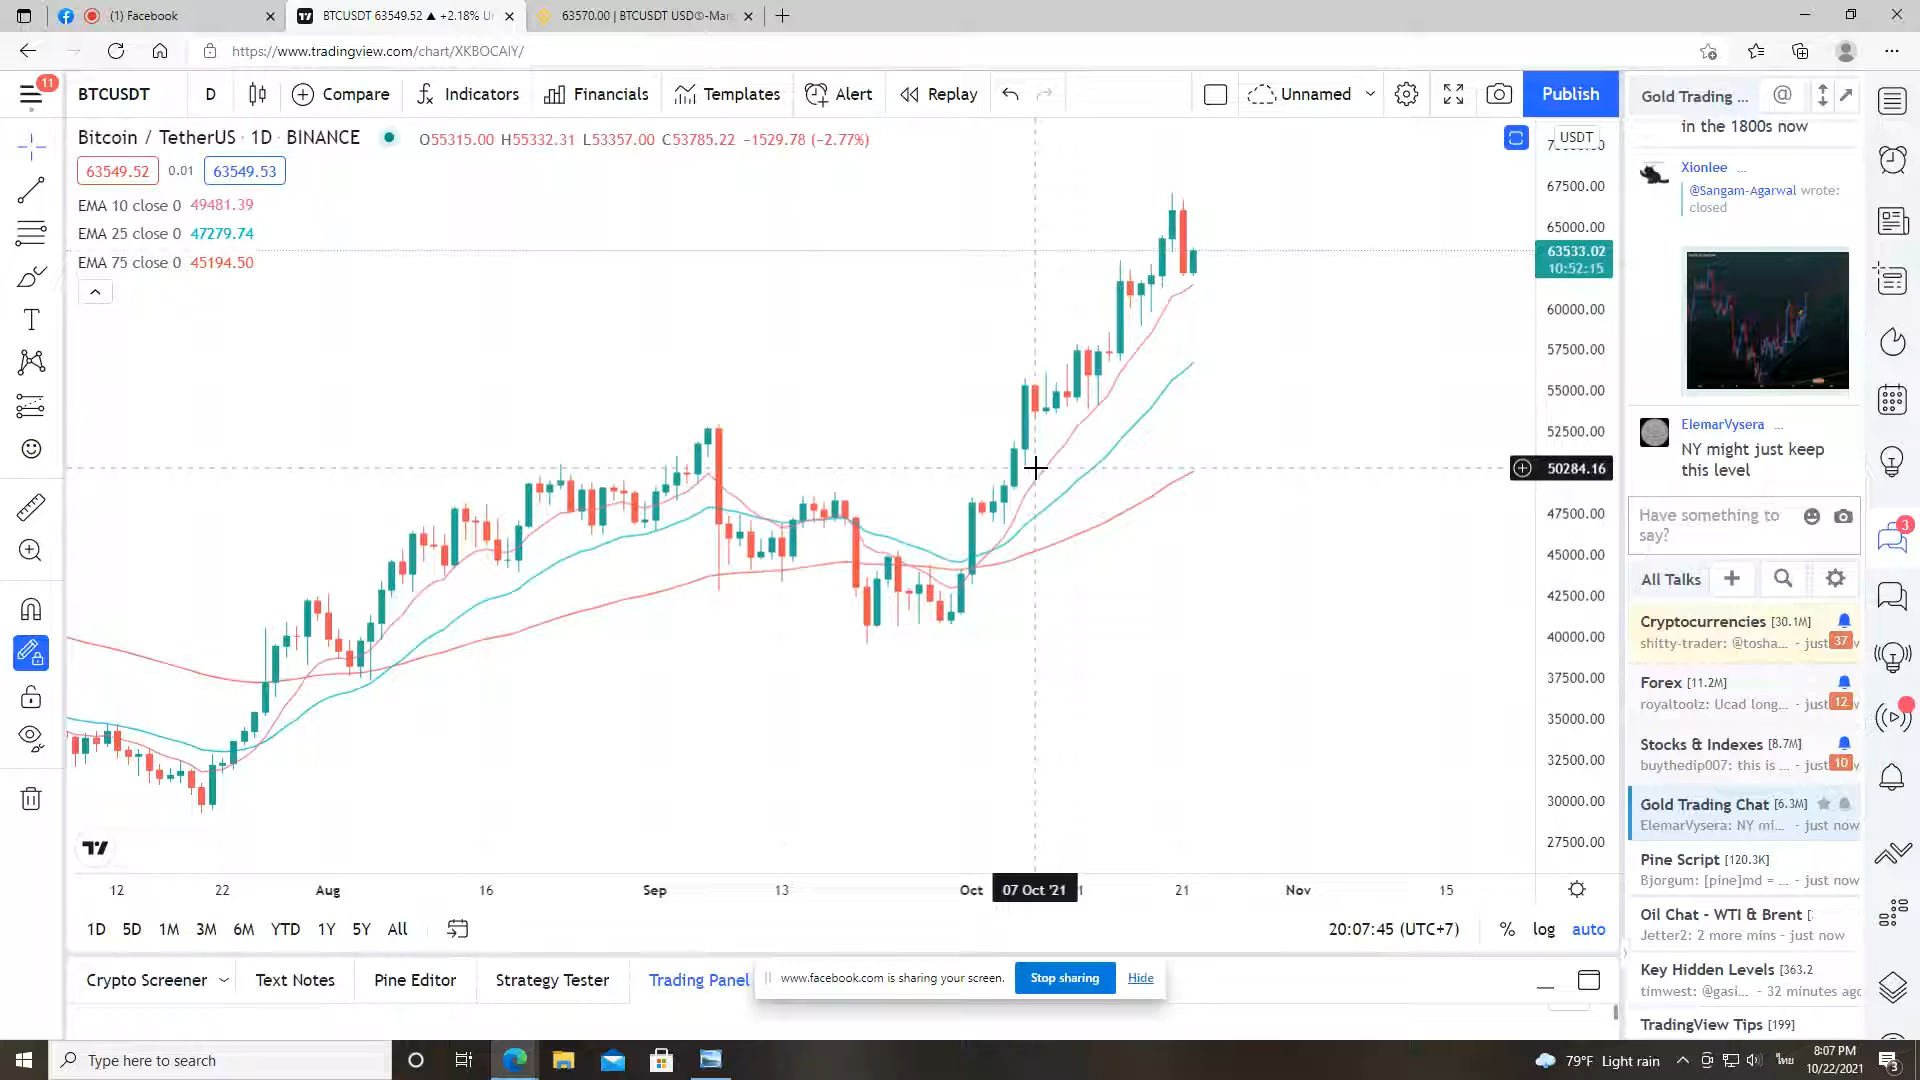 (1) Facebook
BTCUSDT 63549.52 ▲ +2.18% Un
63570.00 | BTCUSDT USD®-Mar
https://www.tradingview.com/chart/XKBOCAIY/
11
BTCUSDT
D
Compare
Indicators
Financials
Templates
Alert
Replay
Unnamed
Publish
Bitcoin / TetherUS · 1D · BINANCE
O55315.00 H55332.31 L53357.00 C53785.22 −1529.78 (−2.77%)
63549.52
0.01
63549.53
EMA 10 close 0 49481.39
EMA 25 close 0 47279.74
EMA 75 close 0 45194.50
USDT
67500.00
65000.00
63533.02
10:52:15
60000.00
57500.00
55000.00
52500.00
50284.16
47500.00
45000.00
42500.00
40000.00
37500.00
35000.00
32500.00
30000.00
27500.00
12
22
Aug
16
Sep
13
Oct
07 Oct '21
21
Nov
15
1D
5D
1M
3M
6M
YTD
1Y
5Y
All
20:07:45 (UTC+7)
%
log
auto
Crypto Screener
Text Notes
Pine Editor
Strategy Tester
Trading Panel
www.facebook.com is sharing your screen.
Stop sharing
Hide
Gold Trading ...
@
in the 1800s now
Xionlee ...
@Sangam-Agarwal wrote:
closed
ElemarVysera ...
NY might just keep
this level
Have something to
say?
All Talks
Cryptocurrencies [30.1M]
shitty-trader: @tosha... - just
37
Forex [11.2M]
royaltoolz: Ucad long... - just
12
Stocks & Indexes [8.7M]
buythedip007: this is ... - just
10
Gold Trading Chat [6.3M]
ElemarVysera: NY mi... - just now
Pine Script [120.3K]
Bjorgum: [pine]md = ... - just now
Oil Chat - WTI & Brent [
Jetter2: 2 more mins - just now
Key Hidden Levels [363.2
timwest: @gasi... - 32 minutes ago
TradingView Tips [199]
3
Type here to search
79°F Light rain
ไทย
8:07 PM
10/22/2021
3